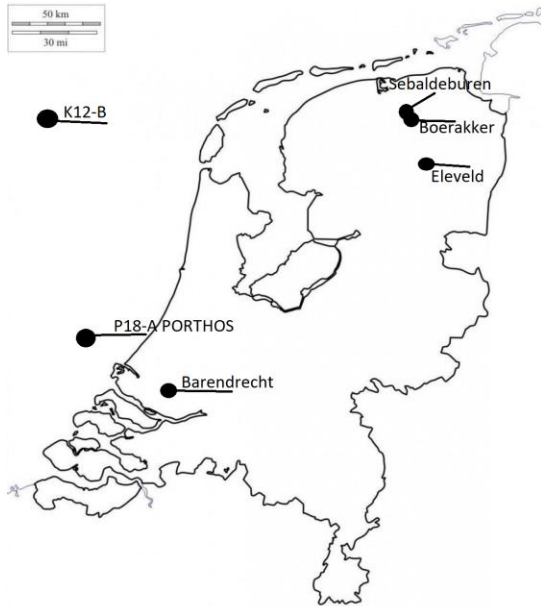 50 km
30 mi
K12-B
Sebaldeburen
Boerakker
Eleveld
P18-A PORTHOS
Barendrecht